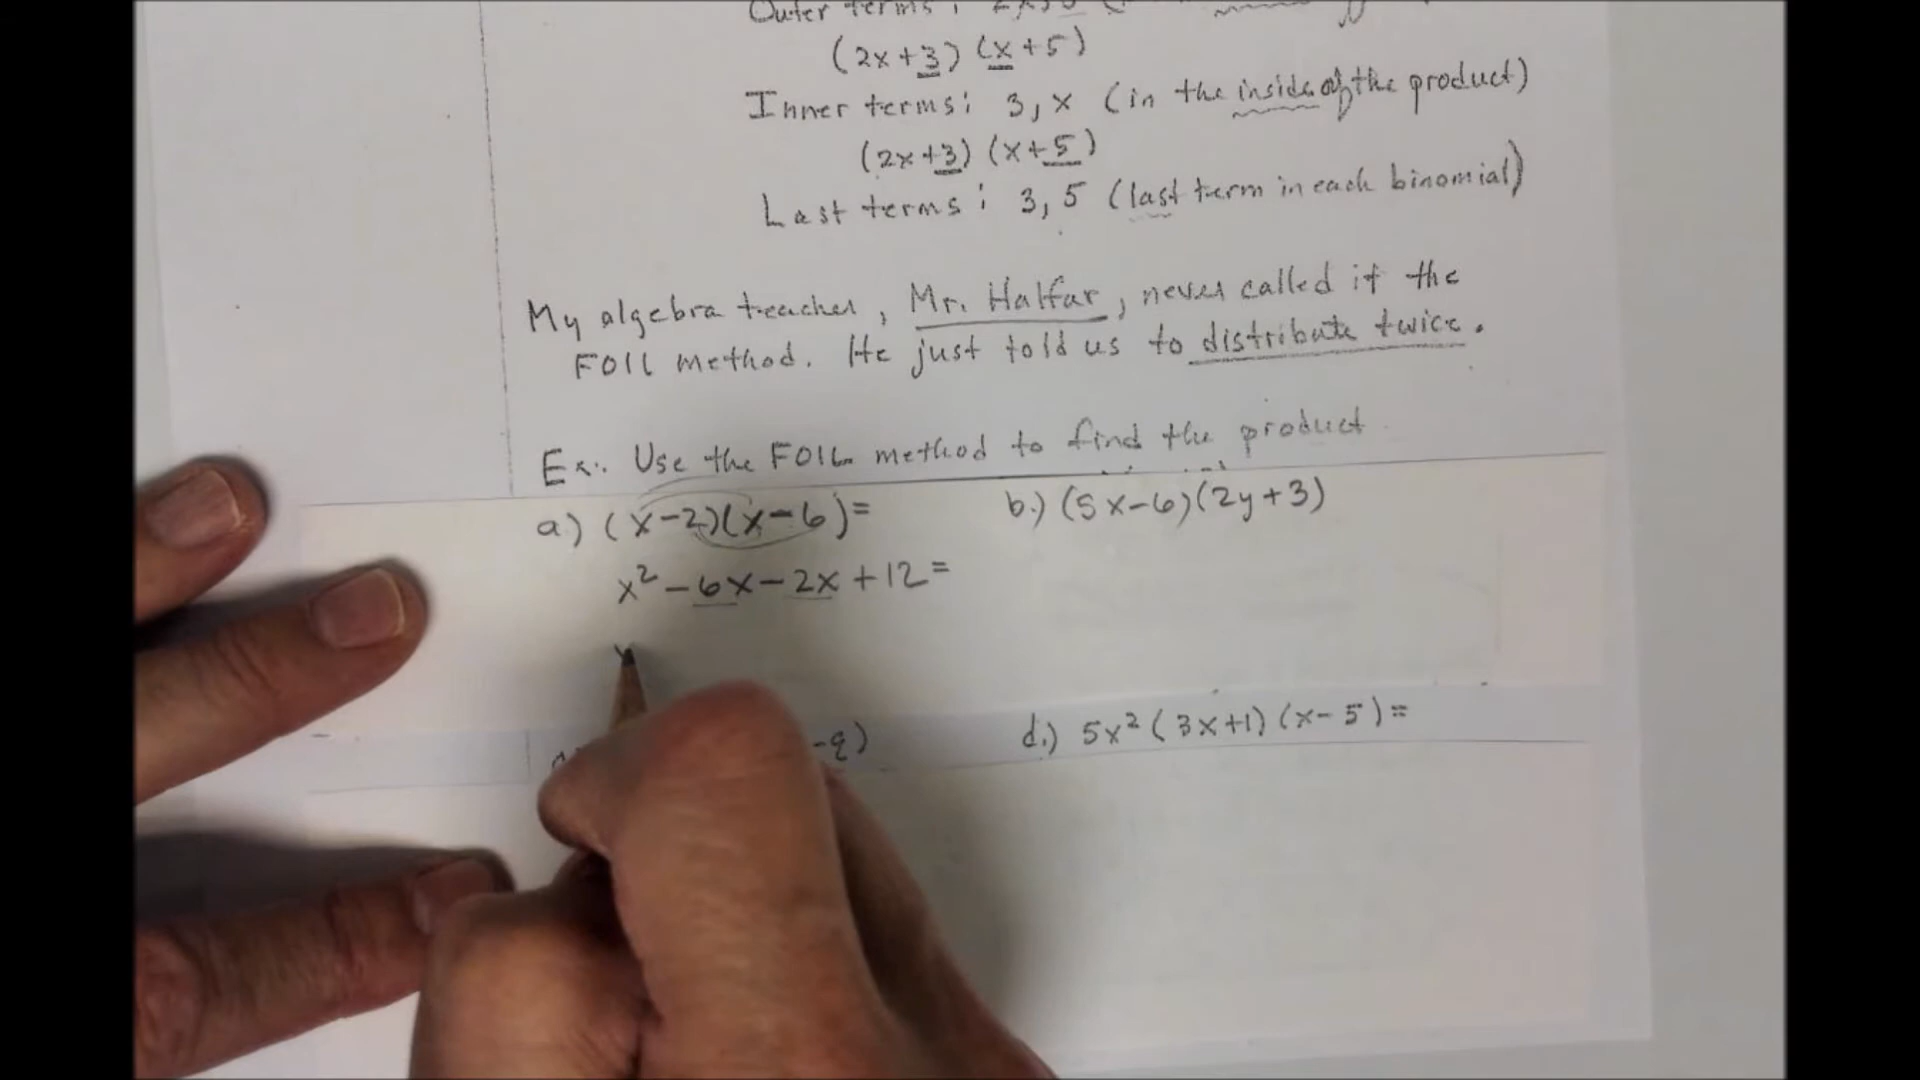 Outer terms:
(2x+3) (x+5)
Inner terms: 3, x (in the inside of the product)
(2x+3) (x+5)
Last terms: 3, 5 (last term in each binomial)
My algebra teacher, Mr. Halfar, never called it the
FOIL method. He just told us to distribute twice.
Ex.. Use the FOIL method to find the product
a.) (x-2)(x-6)=
b.) (5x-6)(2y+3)
x² - 6x - 2x + 12 =
-q)
d.) 5x² (3x+1) (x-5)=